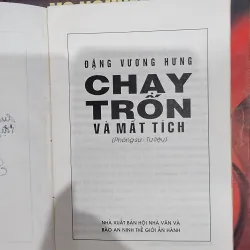 ĐẶNG VƯƠNG HƯNG
CHẠY
TRỐN
VÀ MẤT TÍCH
(Phóng sự - Tư liệu)
NHÀ XUẤT BẢN HỘI NHÀ VĂN VÀ
BÁO AN NINH THẾ GIỚI ẤN HÀNH